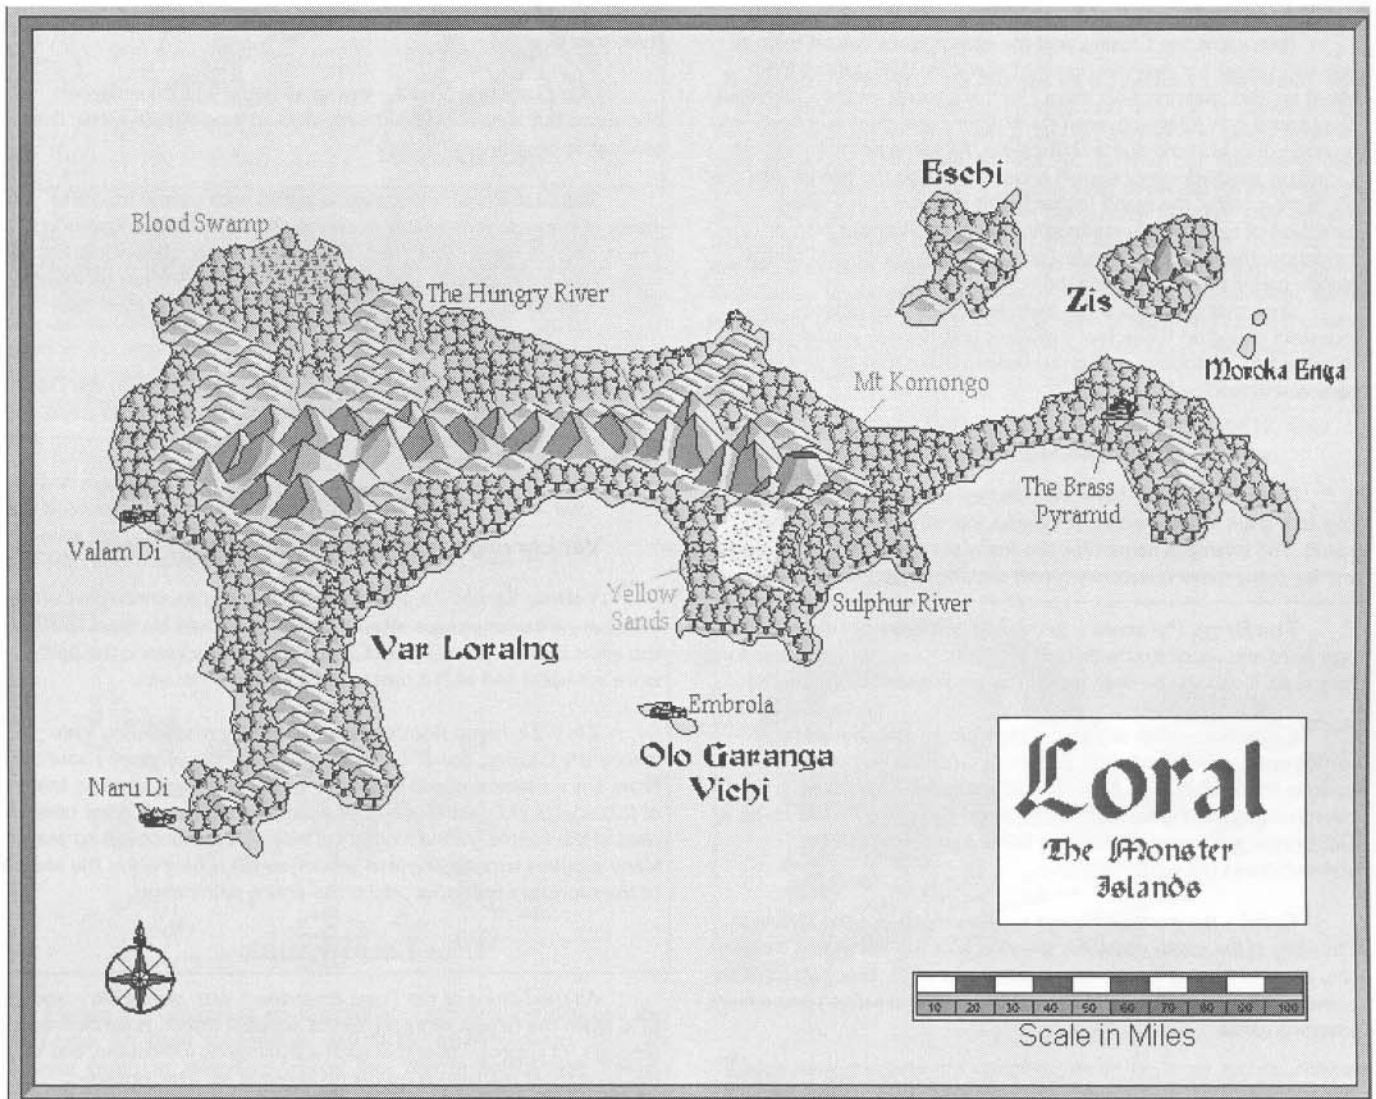 Eschi
Blood Swamp
The Hungry River
Zis
Moroka Enga
Mt Komongo
The Brass
Pyramid
Valam Di
Yellow
Sands
Sulphur River
Var Loraing
Embrola
Olo Garanga
Vichi
Naru Di
Loral
The Monster
Islands
10 20 30 40 50 60 70 80 90 100
Scale in Miles